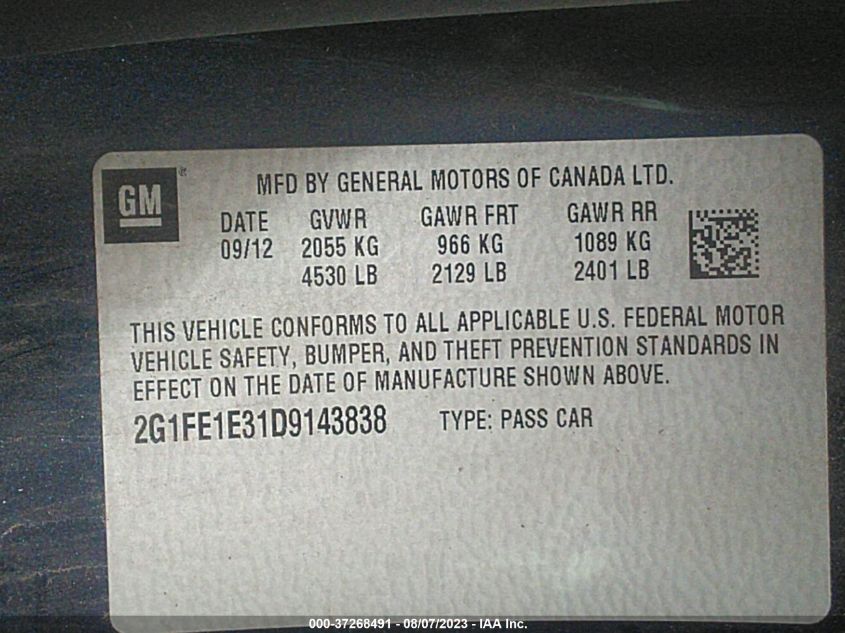 GM®
MFD BY GENERAL MOTORS OF CANADA LTD.
DATE GVWR GAWR FRT GAWR RR
09/12 2055 KG 966 KG 1089 KG
4530 LB 2129 LB 2401 LB
THIS VEHICLE CONFORMS TO ALL APPLICABLE U.S. FEDERAL MOTOR
VEHICLE SAFETY, BUMPER, AND THEFT PREVENTION STANDARDS IN
EFFECT ON THE DATE OF MANUFACTURE SHOWN ABOVE.
2G1FE1E31D9143838 TYPE: PASS CAR
000-37268491 - 08/07/2023 - IAA Inc.